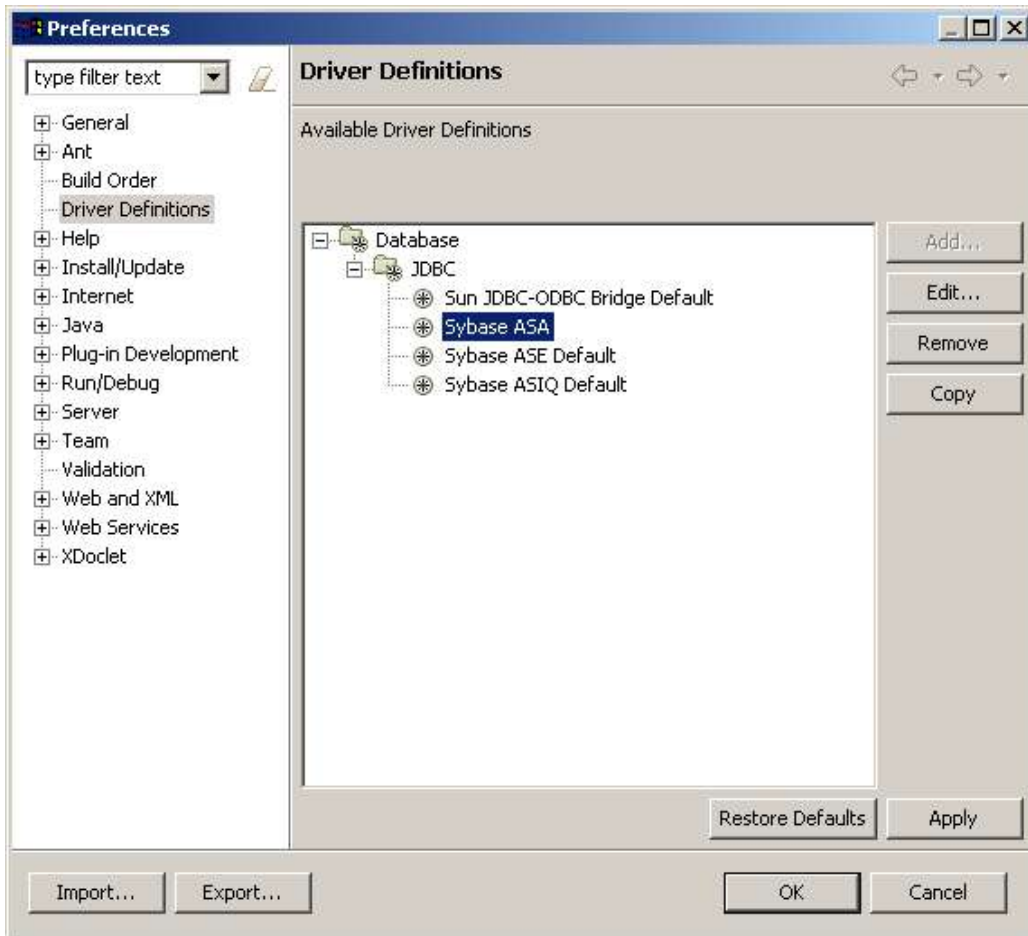 Preferences
type filter text
Driver Definitions
General
Ant
Build Order
Driver Definitions
Help
Install/Update
Internet
Java
Plug-in Development
Run/Debug
Server
Team
Validation
Web and XML
Web Services
XDoclet
Available Driver Definitions
Database
JDBC
Sun JDBC-ODBC Bridge Default
Sybase ASA
Sybase ASE Default
Sybase ASIQ Default
Add...
Edit...
Remove
Copy
Restore Defaults
Apply
Import...
Export...
OK
Cancel